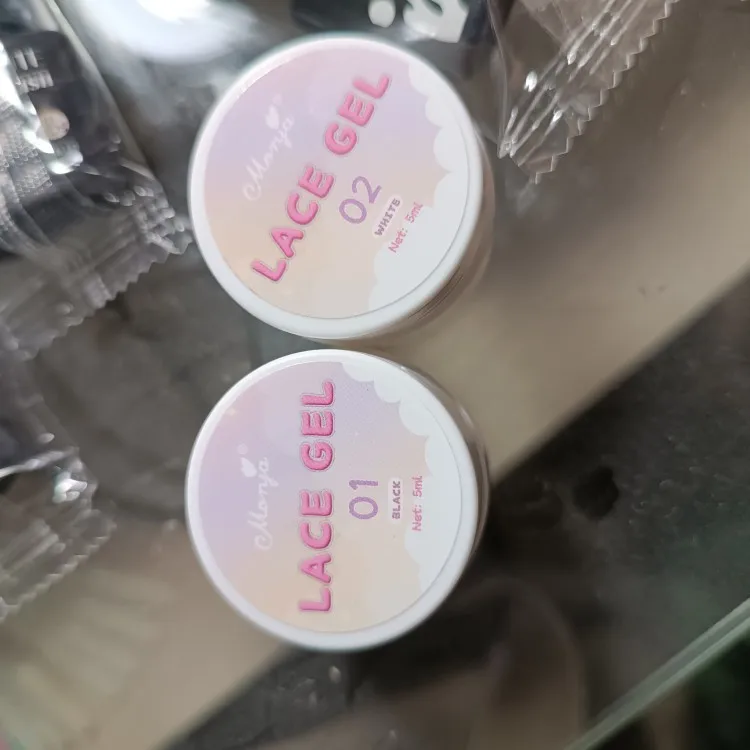 Monja
LACE GEL
02
WHITE
Net: 5ml
Monja
LACE GEL
01
BLACK
Net: 5ml